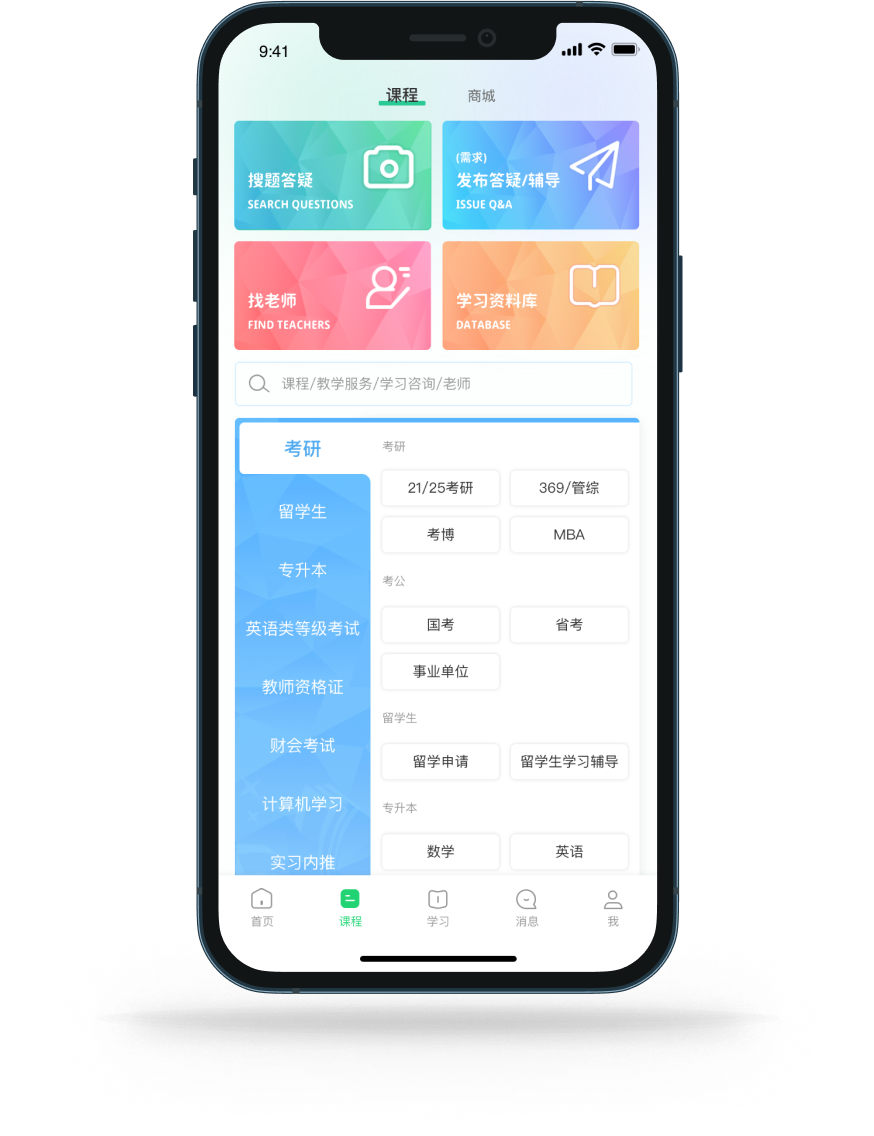 9:41
课程 商城
搜题答疑
SEARCH QUESTIONS
(需求)
发布答疑/辅导
ISSUE Q&A
找老师
FIND TEACHERS
学习资料库
DATABASE
课程/教学服务/学习咨询/老师
考研
留学生
专升本
英语类等级考试
教师资格证
财会考试
计算机学习
实习内推
考研
21/25考研 369/管综
考博 MBA
考公
国考 省考
事业单位
留学生
留学申请 留学生学习辅导
专升本
数学 英语
首页 课程 学习 消息 我